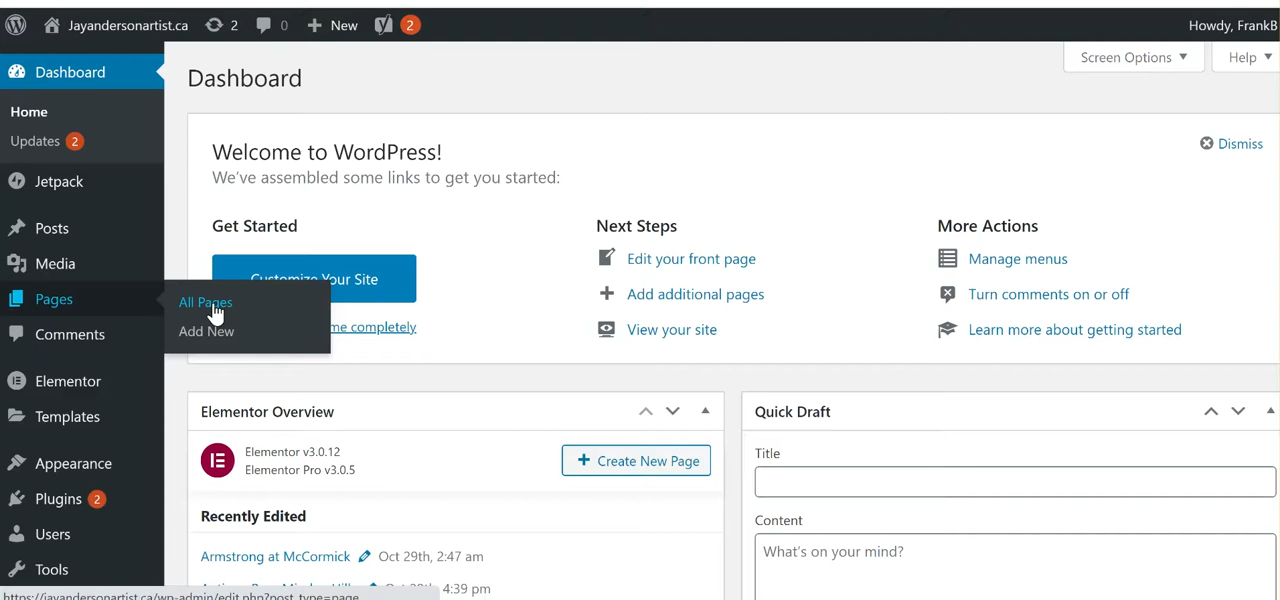 Jayandersonartist.ca 2 0 New 2 Howdy, FrankB
Screen Options Help
Dashboard
Home
Updates 2
Jetpack
Posts
Media
Pages
Comments
Elementor
Templates
Appearance
Plugins 2
Users
Tools
All Pages
Add New
Dashboard
Welcome to WordPress!
We've assembled some links to get you started:
Dismiss
Get Started
Customize Your Site
me completely
Next Steps
Edit your front page
Add additional pages
View your site
More Actions
Manage menus
Turn comments on or off
Learn more about getting started
Elementor Overview
Elementor v3.0.12
Elementor Pro v3.0.5
Create New Page
Recently Edited
Armstrong at McCormick Oct 29th, 2:47 am
4:39 pm
Quick Draft
Title
Content
What's on your mind?
https://jayandersonartist.ca/wp-admin/edit.php?post_type=page